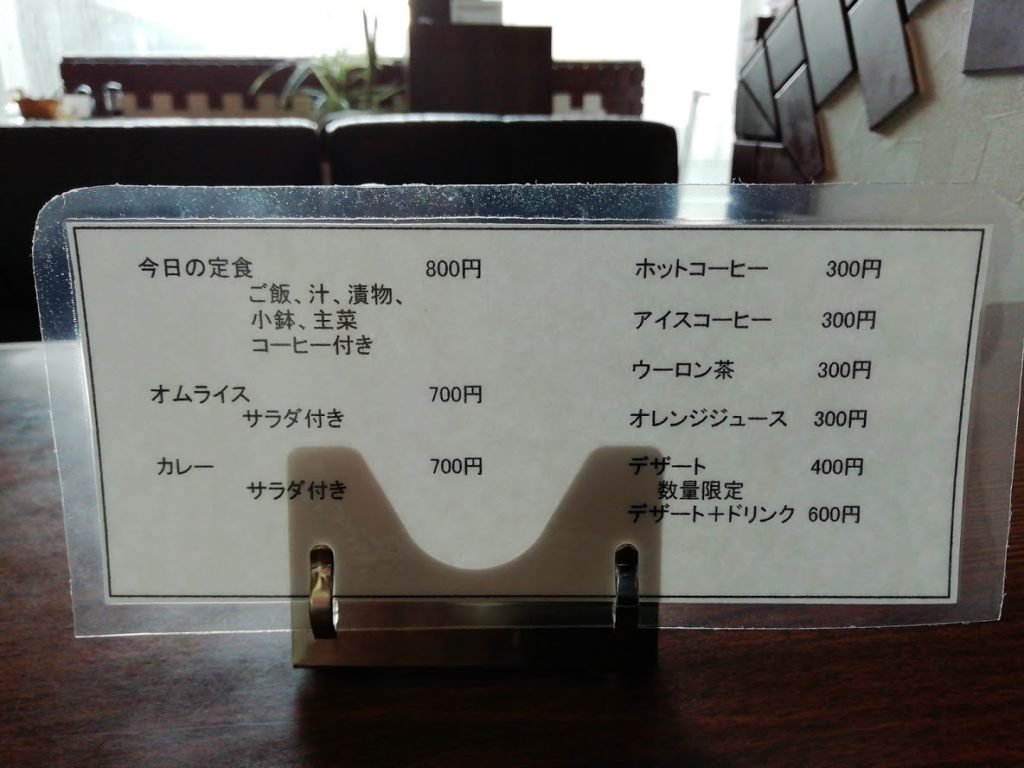 今日の定食 800円
ご飯、汁、漬物、
小鉢、主菜
コーヒー付き
オムライス 700円
サラダ付き
カレー 700円
サラダ付き
ホットコーヒー 300円
アイスコーヒー 300円
ウーロン茶 300円
オレンジジュース 300円
デザート 400円
数量限定
デザート+ドリンク 600円